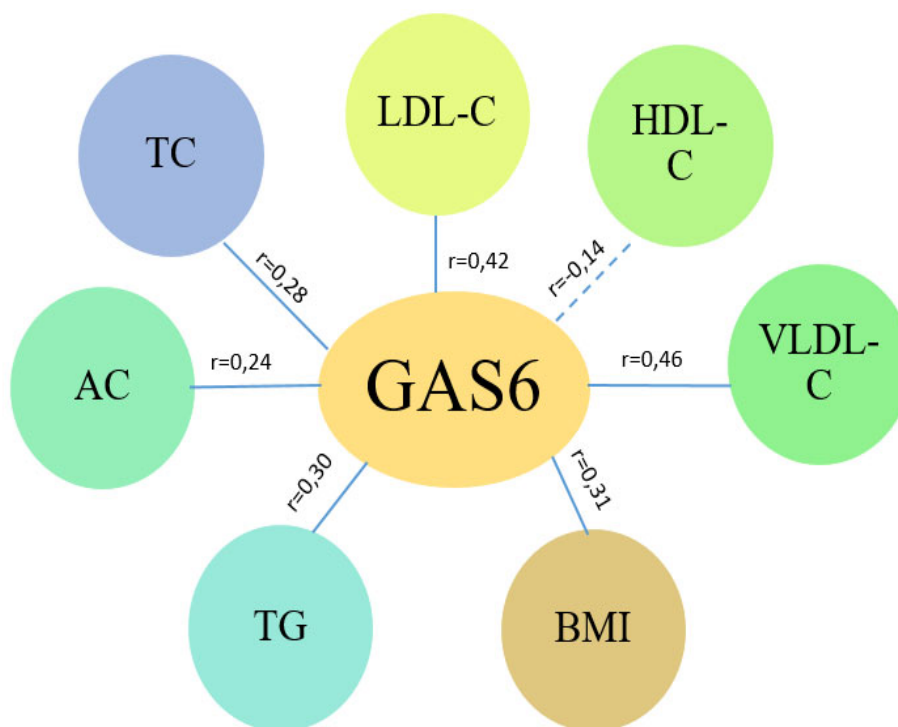 LDL-C
HDL-
C
TC
r=0,28
r=0,42
r=-0,14
AC
r=0,24
GAS6
r=0,46
VLDL-
C
r=0,30
r=0,31
TG
BMI